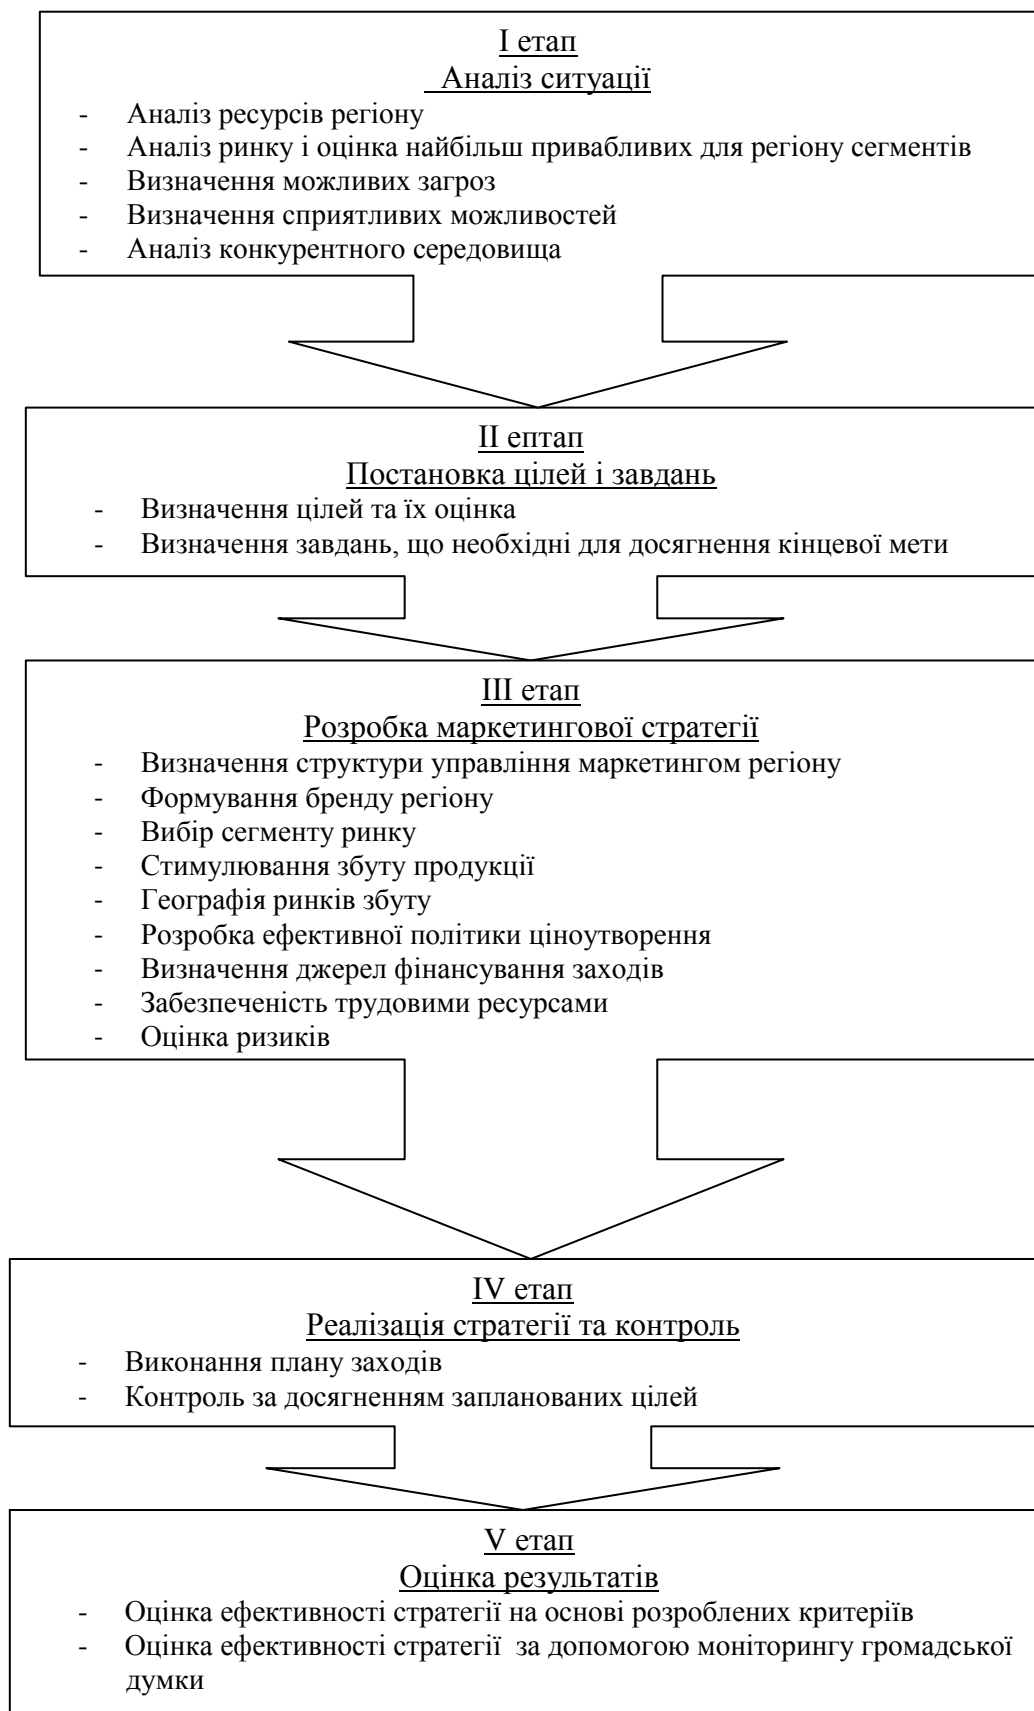 І етап
Аналіз ситуації
- Аналіз ресурсів регіону
- Аналіз ринку і оцінка найбільш привабливих для регіону сегментів
- Визначення можливих загроз
- Визначення сприятливих можливостей
- Аналіз конкурентного середовища
ІІ ептап
Постановка цілей і завдань
- Визначення цілей та їх оцінка
- Визначення завдань, що необхідні для досягнення кінцевої мети
ІІІ етап
Розробка маркетингової стратегії
- Визначення структури управління маркетингом регіону
- Формування бренду регіону
- Вибір сегменту ринку
- Стимулювання збуту продукції
- Географія ринків збуту
- Розробка ефективної політики ціноутворення
- Визначення джерел фінансування заходів
- Забезпеченість трудовими ресурсами
- Оцінка ризиків
IV етап
Реалізація стратегії та контроль
- Виконання плану заходів
- Контроль за досягненням запланованих цілей
V етап
Оцінка результатів
- Оцінка ефективності стратегії на основі розроблених критеріїв
- Оцінка ефективності стратегії за допомогою моніторингу громадської
думки